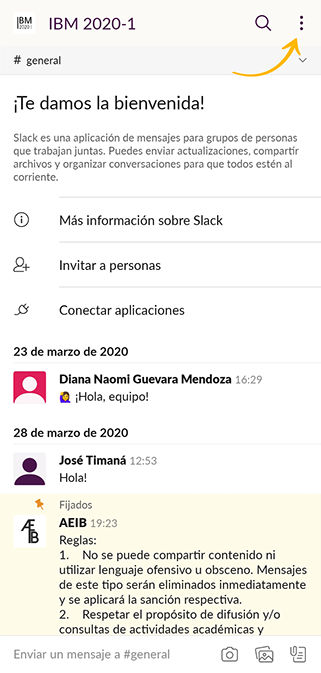 IBM
2020-1
IBM 2020-1
# general
¡Te damos la bienvenida!
Slack es una aplicación de mensajes para grupos de personas
que trabajan juntas. Puedes enviar actualizaciones, compartir
archivos y organizar conversaciones para que todos estén al
corriente.
Más información sobre Slack
Invitar a personas
Conectar aplicaciones
23 de marzo de 2020
Diana Naomi Guevara Mendoza 16:29
🙋‍♀️ ¡Hola, equipo!
28 de marzo de 2020
José Timaná 12:53
Hola!
Fijados
AEIB 19:23
Reglas:
1. No se puede compartir contenido ni
utilizar lenguaje ofensivo u obsceno. Mensajes
de este tipo serán eliminados inmediatamente
y se aplicará la sanción respectiva.
2. Respetar el propósito de difusión y/o
consultas de actividades académicas y
Enviar un mensaje a #general